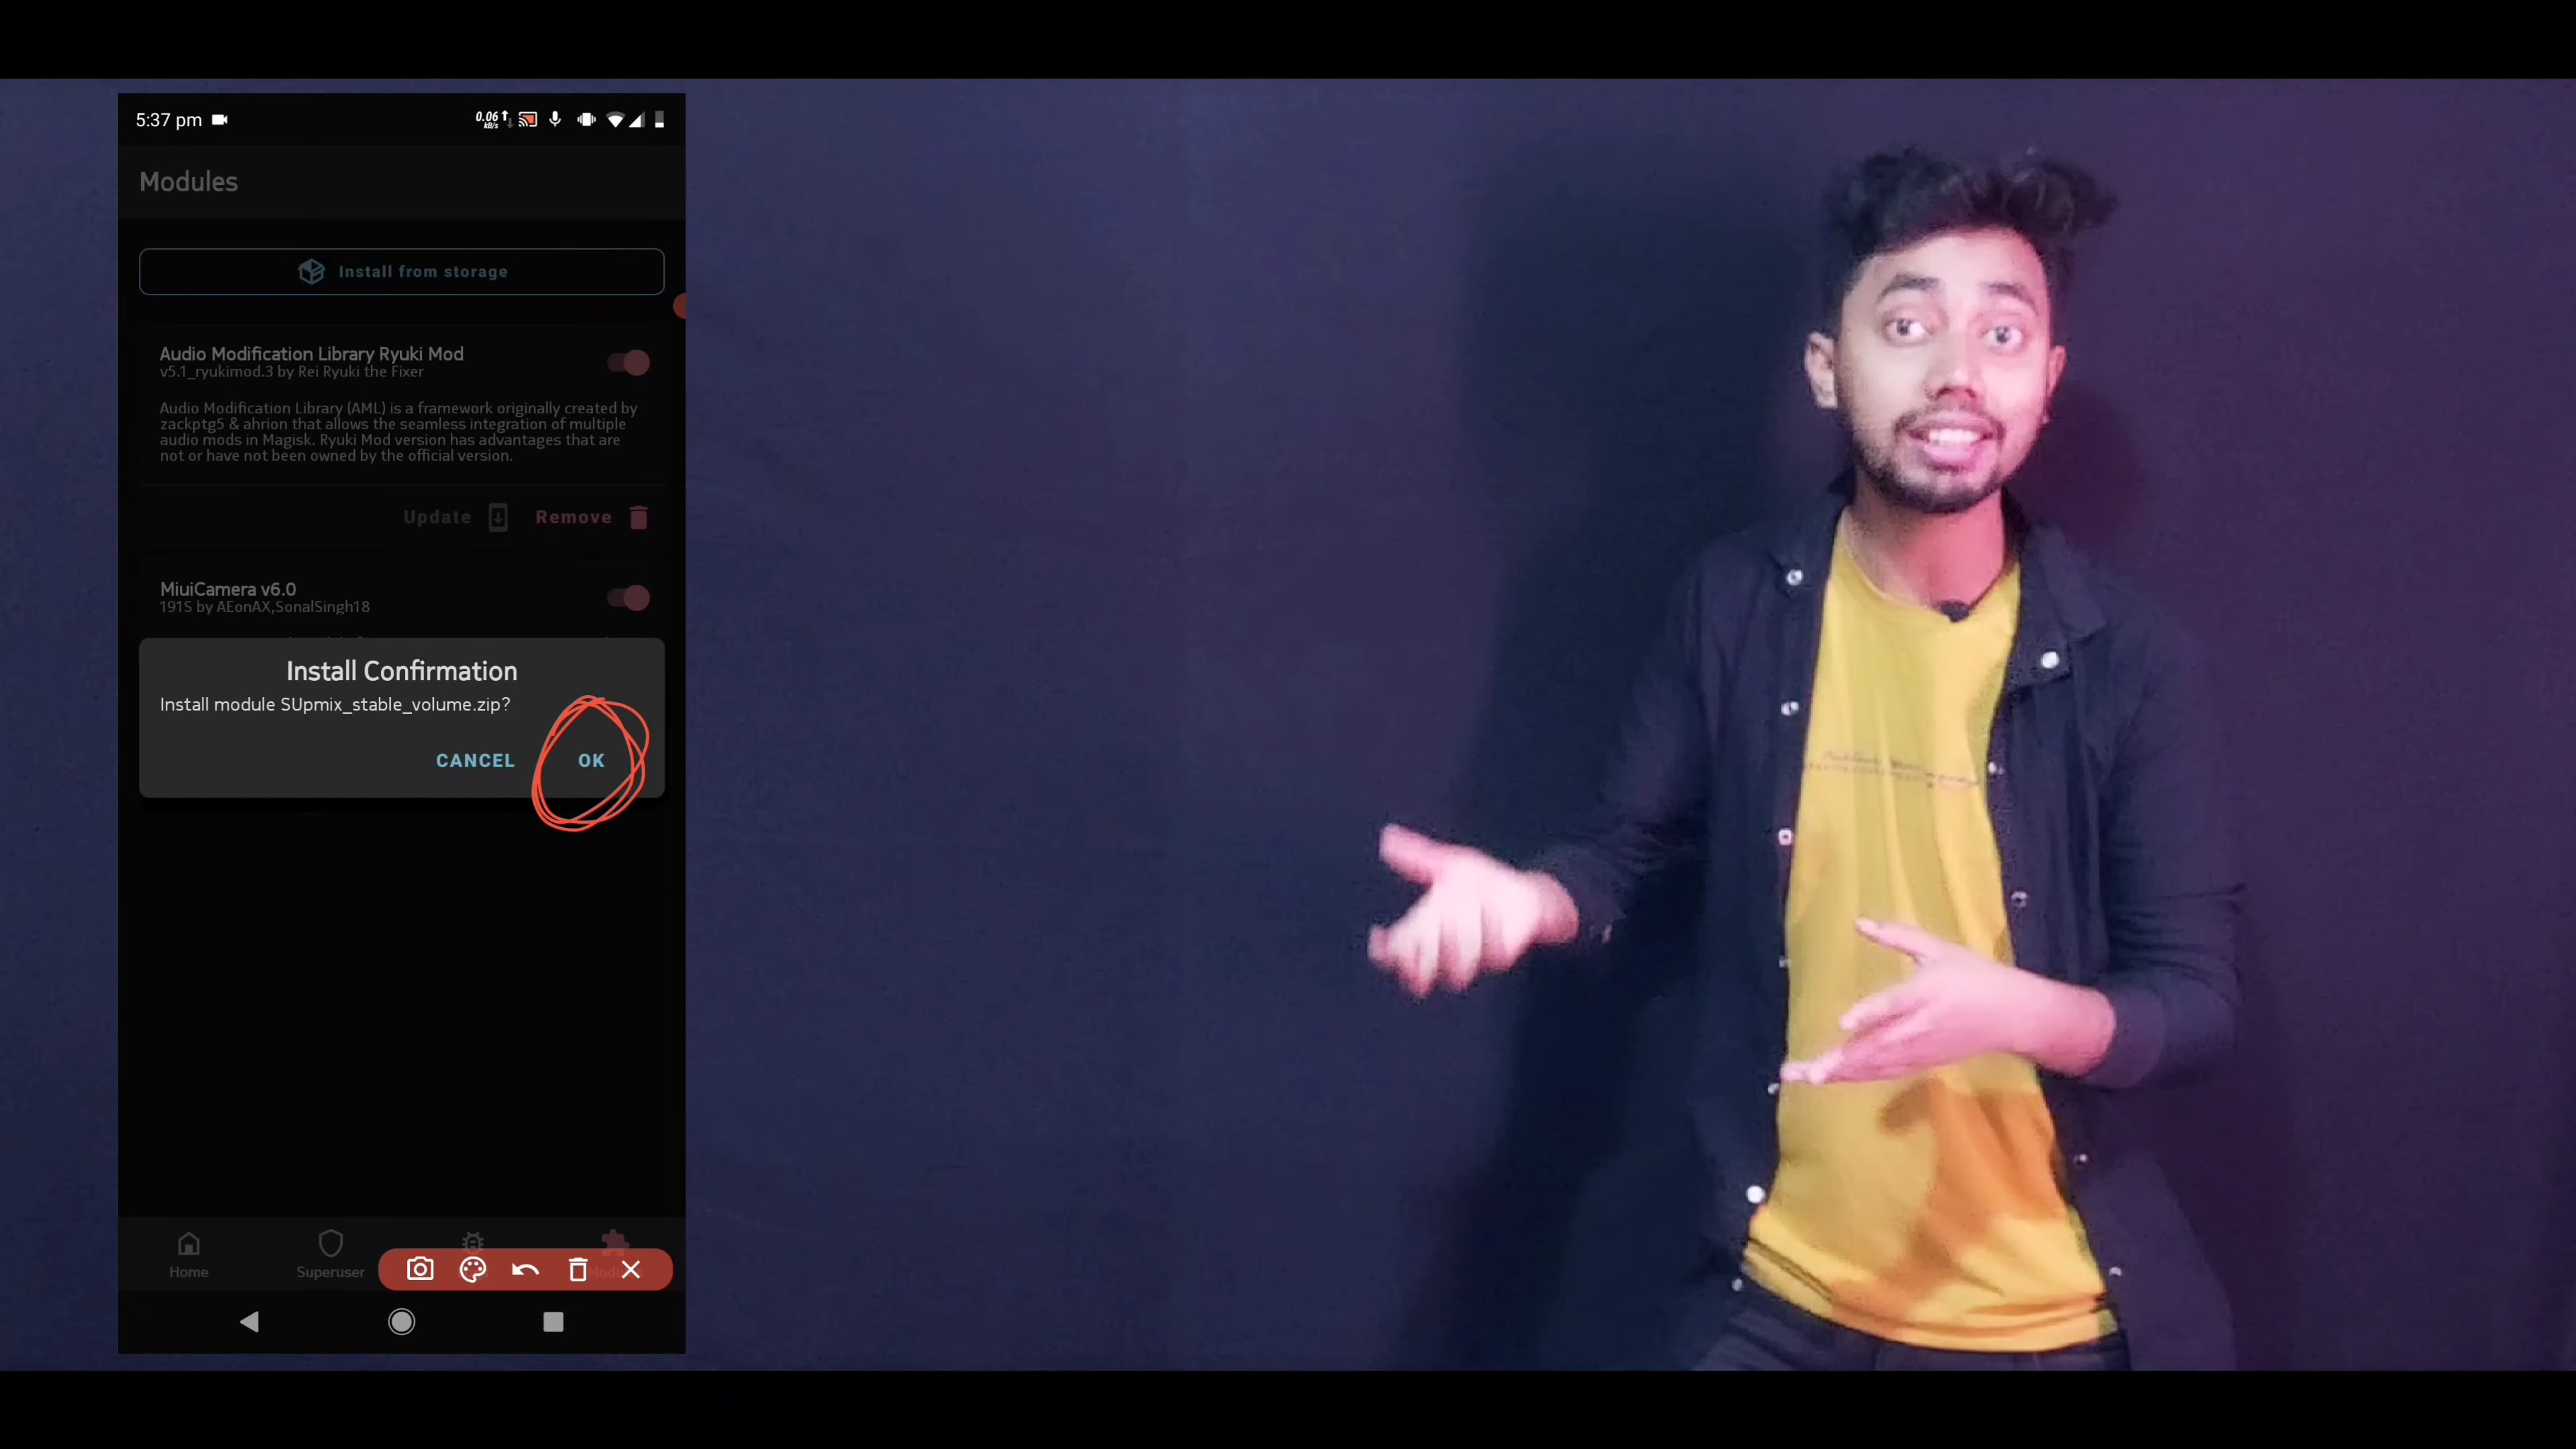 5:37 pm
0.06
kB/s
Modules
Install from storage
Audio Modification Library Ryuki Mod
v5.1_ryukimod.3 by Rei Ryuki the Fixer
Audio Modification Library (AML) is a framework originally created by
zackptg5 & ahrion that allows the seamless integration of multiple
audio mods in Magisk. Ryuki Mod version has advantages that are
not or have not been owned by the official version.
Update
Remove
MiuiCamera v6.0
191S by AEonAX,SonalSingh18
Install Confirmation
Install module SUpmix_stable_volume.zip?
CANCEL
OK
Home
Superuser